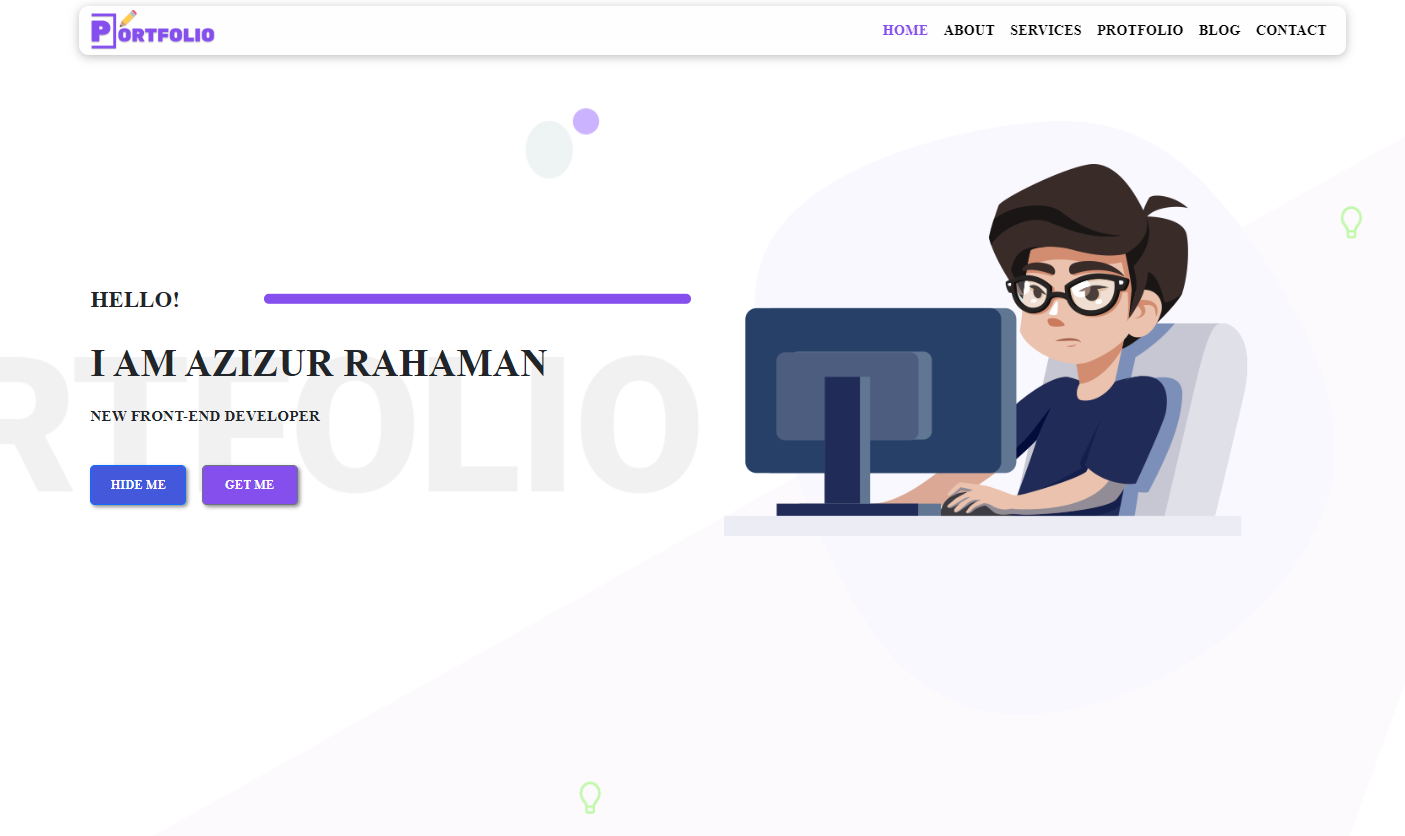 PORTFOLIO
HOME ABOUT SERVICES PROTFOLIO BLOG CONTACT
HELLO!
I AM AZIZUR RAHAMAN
RTFOLIO
NEW FRONT-END DEVELOPER
HIDE ME GET ME